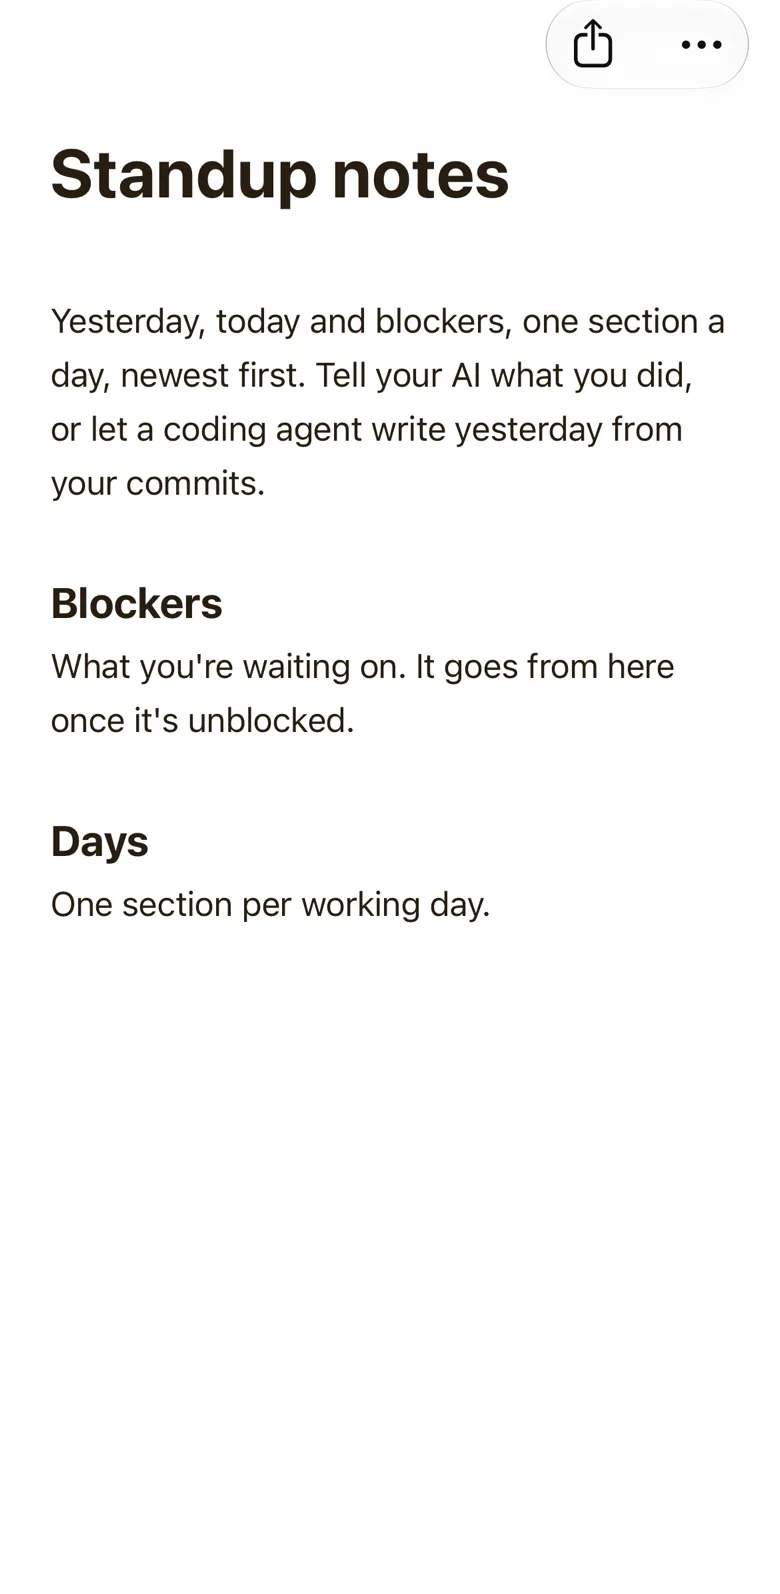 Standup notes
Yesterday, today and blockers, one section a
day, newest first. Tell your AI what you did,
or let a coding agent write yesterday from
your commits.
Blockers
What you're waiting on. It goes from here
once it's unblocked.
Days
One section per working day.